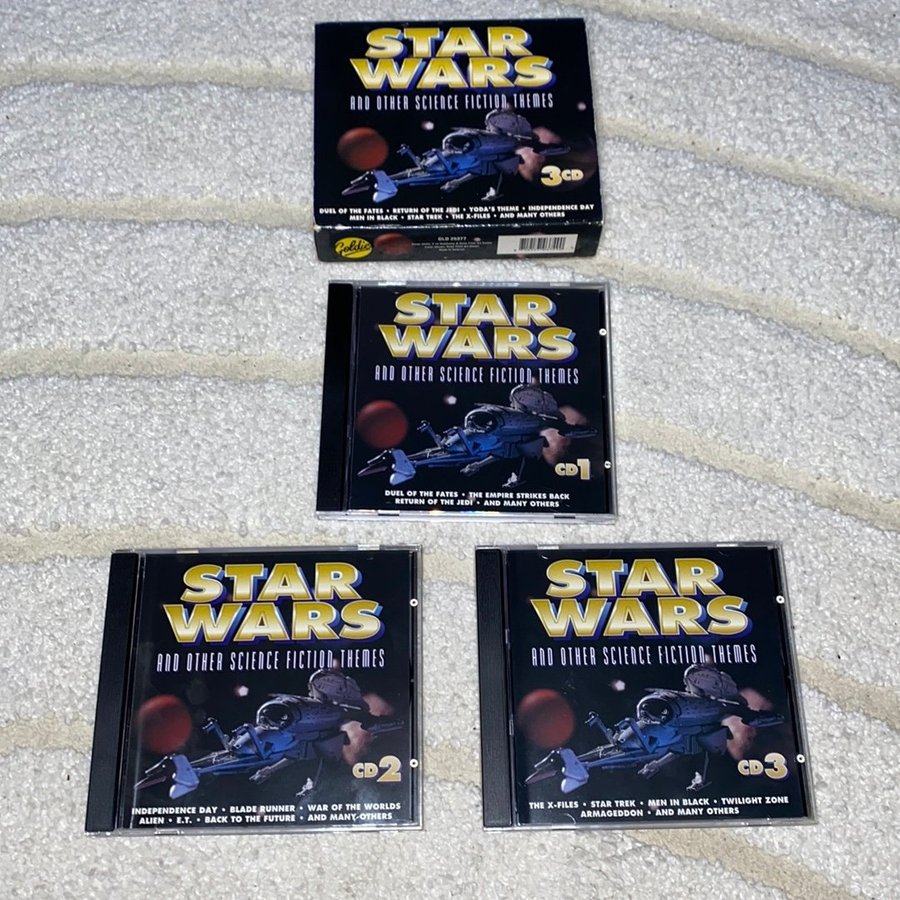 STAR
WARS
AND OTHER SCIENCE FICTION THEMES
3CD
DUEL OF THE FATES • RETURN OF THE JEDI • YODA'S THEME • INDEPENDENCE DAY
MEN IN BLACK • STAR TREK • THE X-FILES • AND MANY OTHERS
Goldies
GLD 25377
STAR
WARS
AND OTHER SCIENCE FICTION THEMES
CD1
DUEL OF THE FATES • THE EMPIRE STRIKES BACK
RETURN OF THE JEDI • AND MANY OTHERS
STAR
WARS
AND OTHER SCIENCE FICTION THEMES
CD2
INDEPENDENCE DAY • BLADE RUNNER • WAR OF THE WORLDS
ALIEN • E.T. • BACK TO THE FUTURE • AND MANY OTHERS
STAR
WARS
AND OTHER SCIENCE FICTION THEMES
CD3
THE X-FILES • STAR TREK • MEN IN BLACK • TWILIGHT ZONE
ARMAGEDDON • AND MANY OTHERS